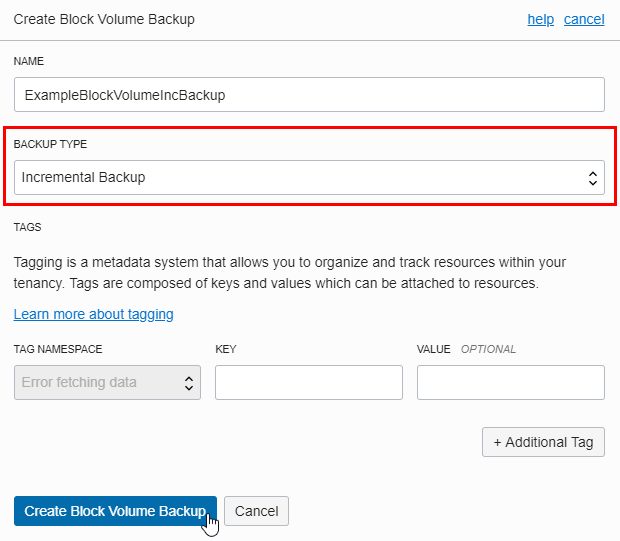 Create Block Volume Backup help cancel
NAME
ExampleBlockVolumeIncBackup
BACKUP TYPE
Incremental Backup
TAGS
Tagging is a metadata system that allows you to organize and track resources within your
tenancy. Tags are composed of keys and values which can be attached to resources.
Learn more about tagging
TAG NAMESPACE KEY VALUE OPTIONAL
Error fetching data
+ Additional Tag
Create Block Volume Backup Cancel